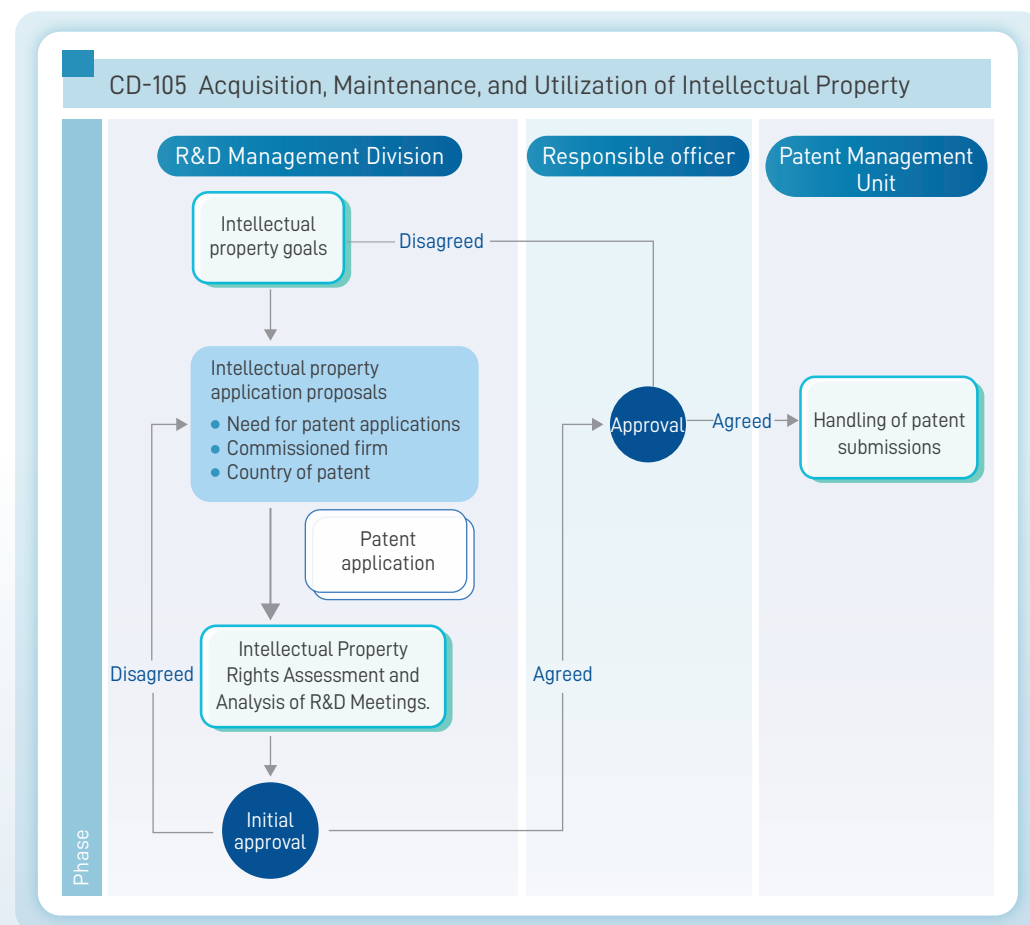 CD-105 Acquisition, Maintenance, and Utilization of Intellectual Property
R&D Management Division
Responsible officer
Patent Management
Unit
Intellectual
property goals
Disagreed
Intellectual property
application proposals
● Need for patent applications
● Commissioned firm
● Country of patent
Approval
Agreed
Handling of patent
submissions
Patent
application
Intellectual Property
Rights Assessment and
Analysis of R&D Meetings.
Disagreed
Agreed
Initial
approval
Phase